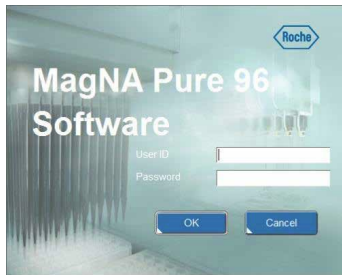 Roche
MagNA Pure 96
Software
User ID
Password
OK
Cancel